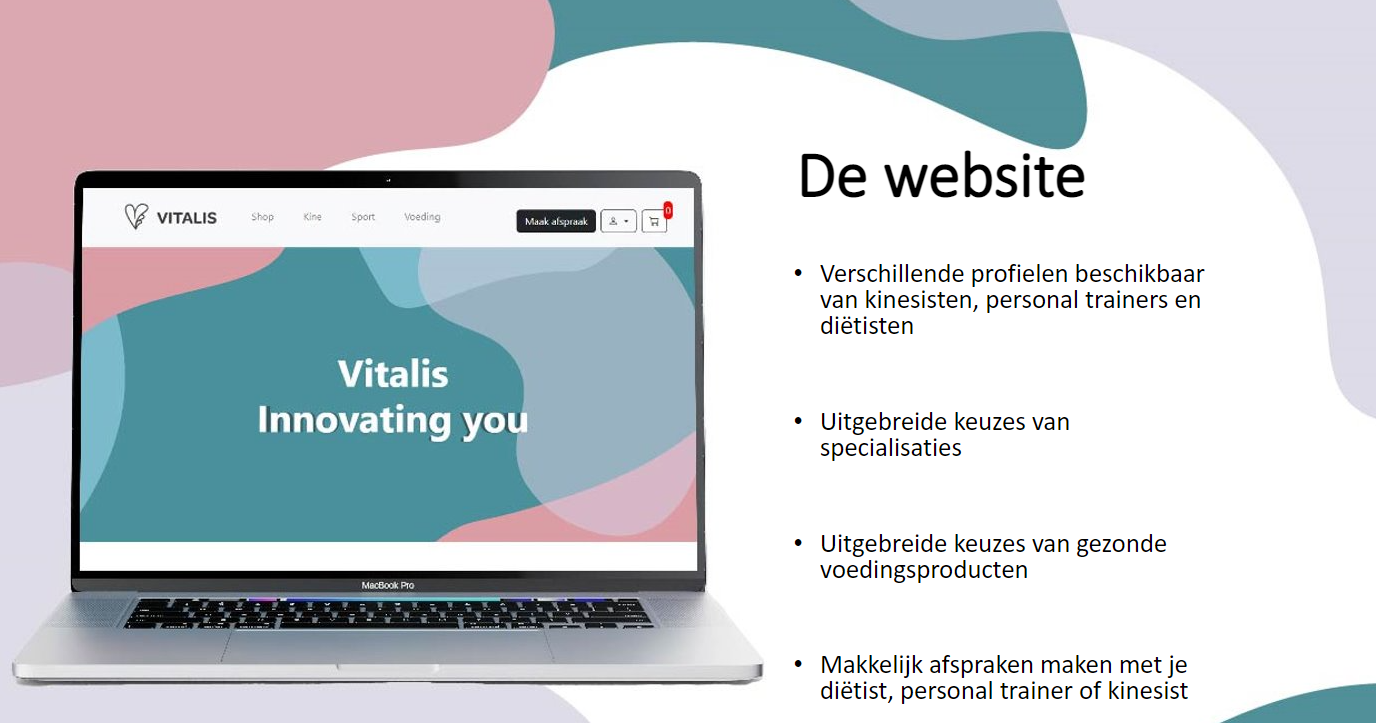 De website
VITALIS
Shop
Kine
Sport
Voeding
Maak afspraak
0
Vitalis
Innovating you
MacBook Pro
• Verschillende profielen beschikbaar
van kinesisten, personal trainers en
diëtisten
• Uitgebreide keuzes van
specialisaties
• Uitgebreide keuzes van gezonde
voedingsproducten
• Makkelijk afspraken maken met je
diëtist, personal trainer of kinesist